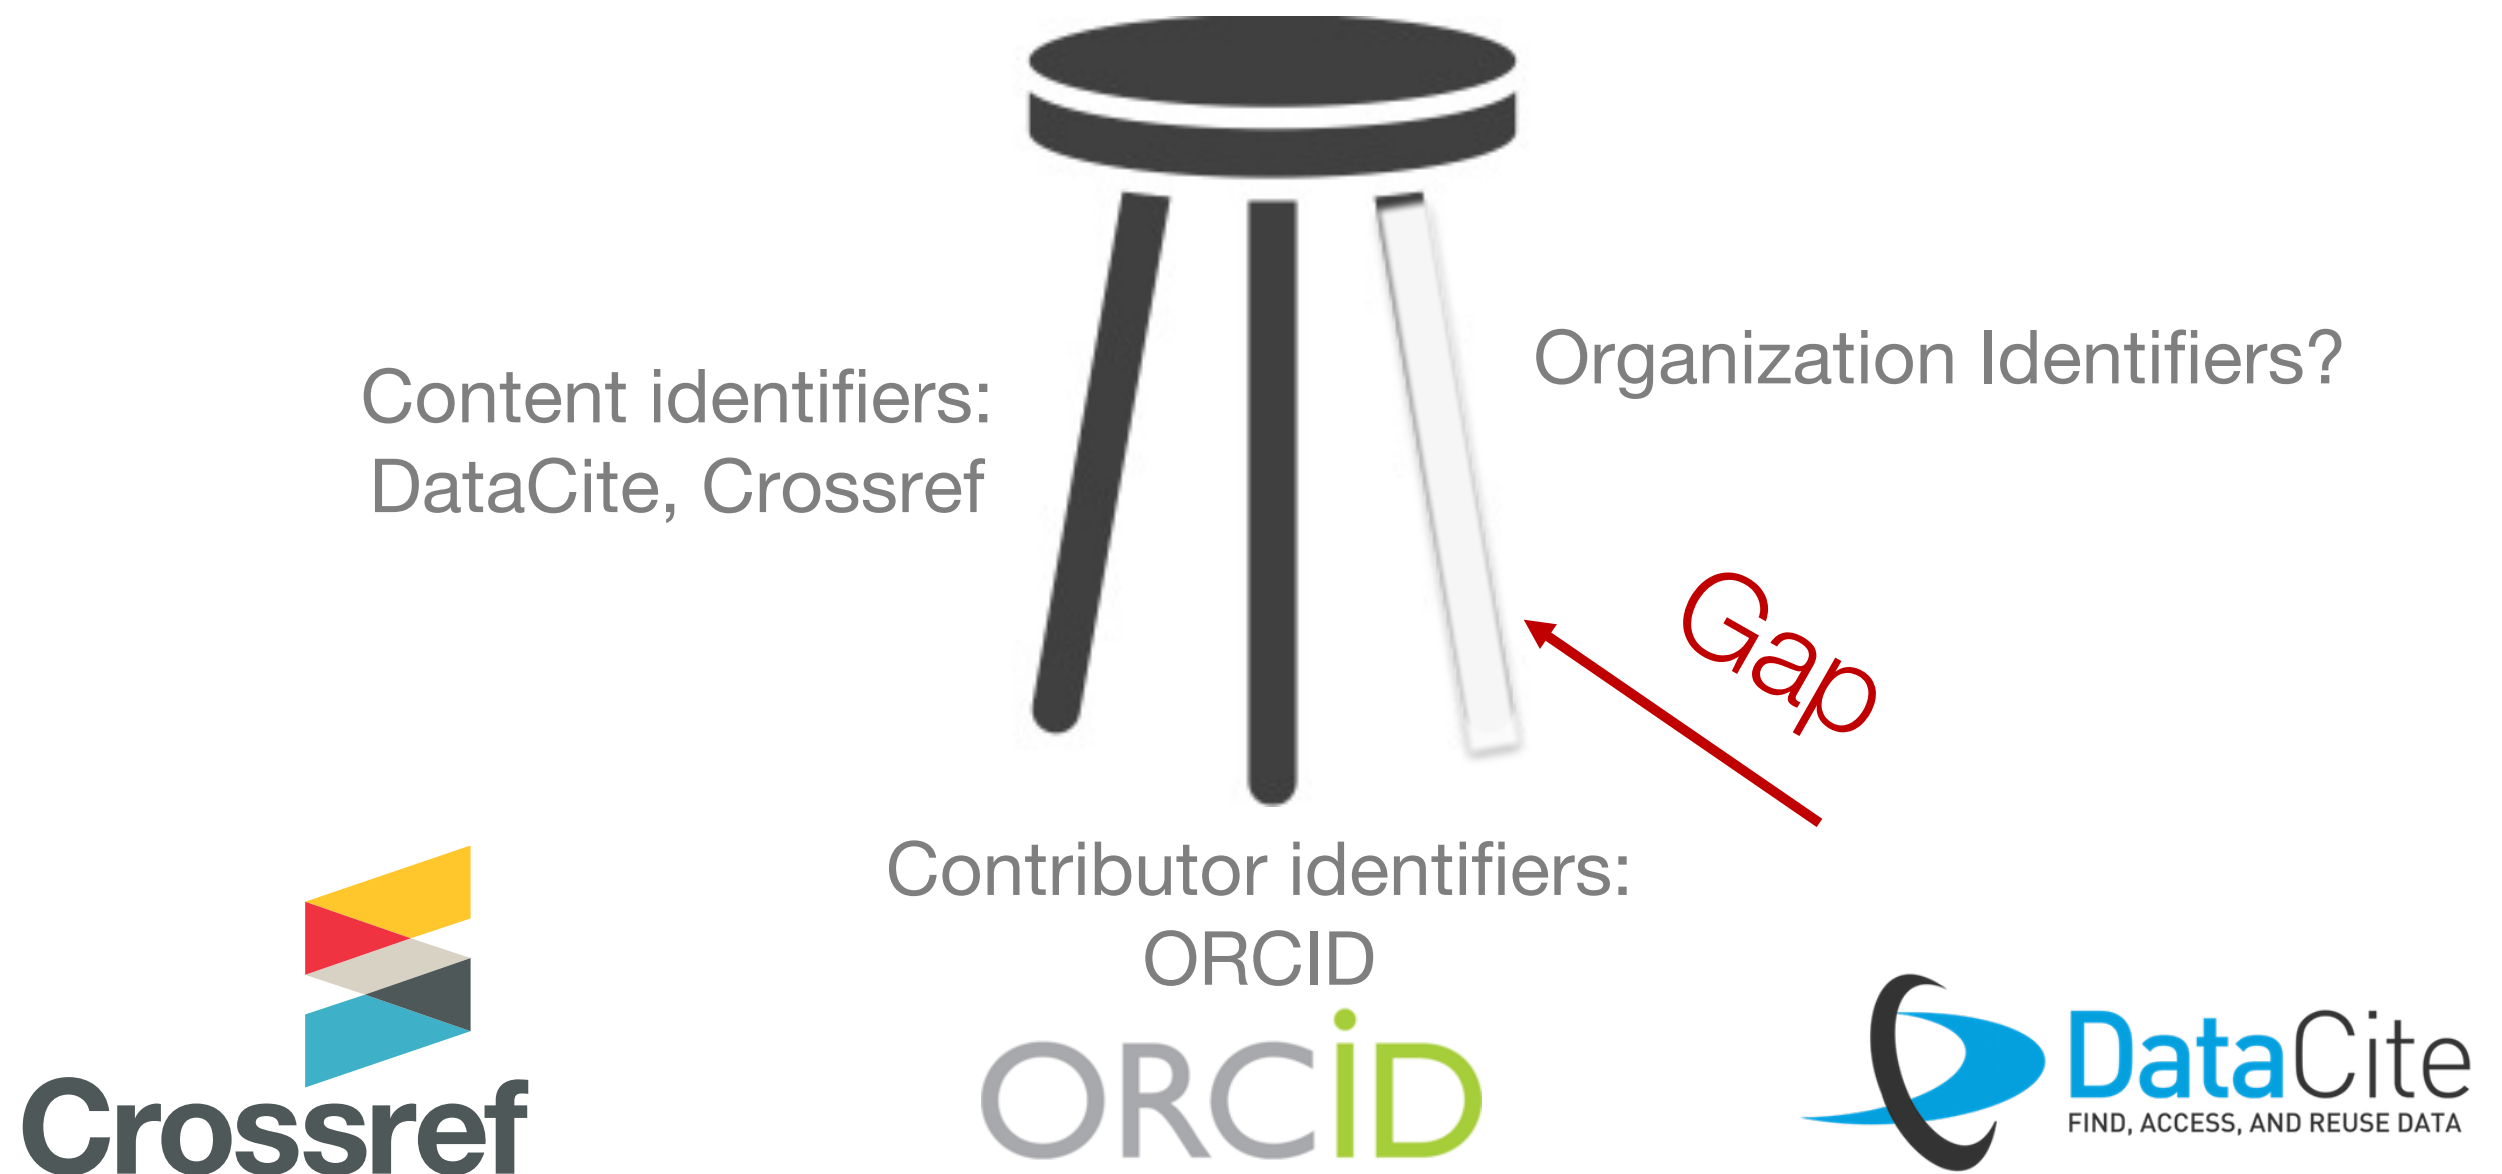 Content identifiers:
DataCite, Crossref
Organization Identifiers?
Gap
Contributor identifiers:
ORCID
Crossref
ORCiD
DataCite
FIND, ACCESS, AND REUSE DATA